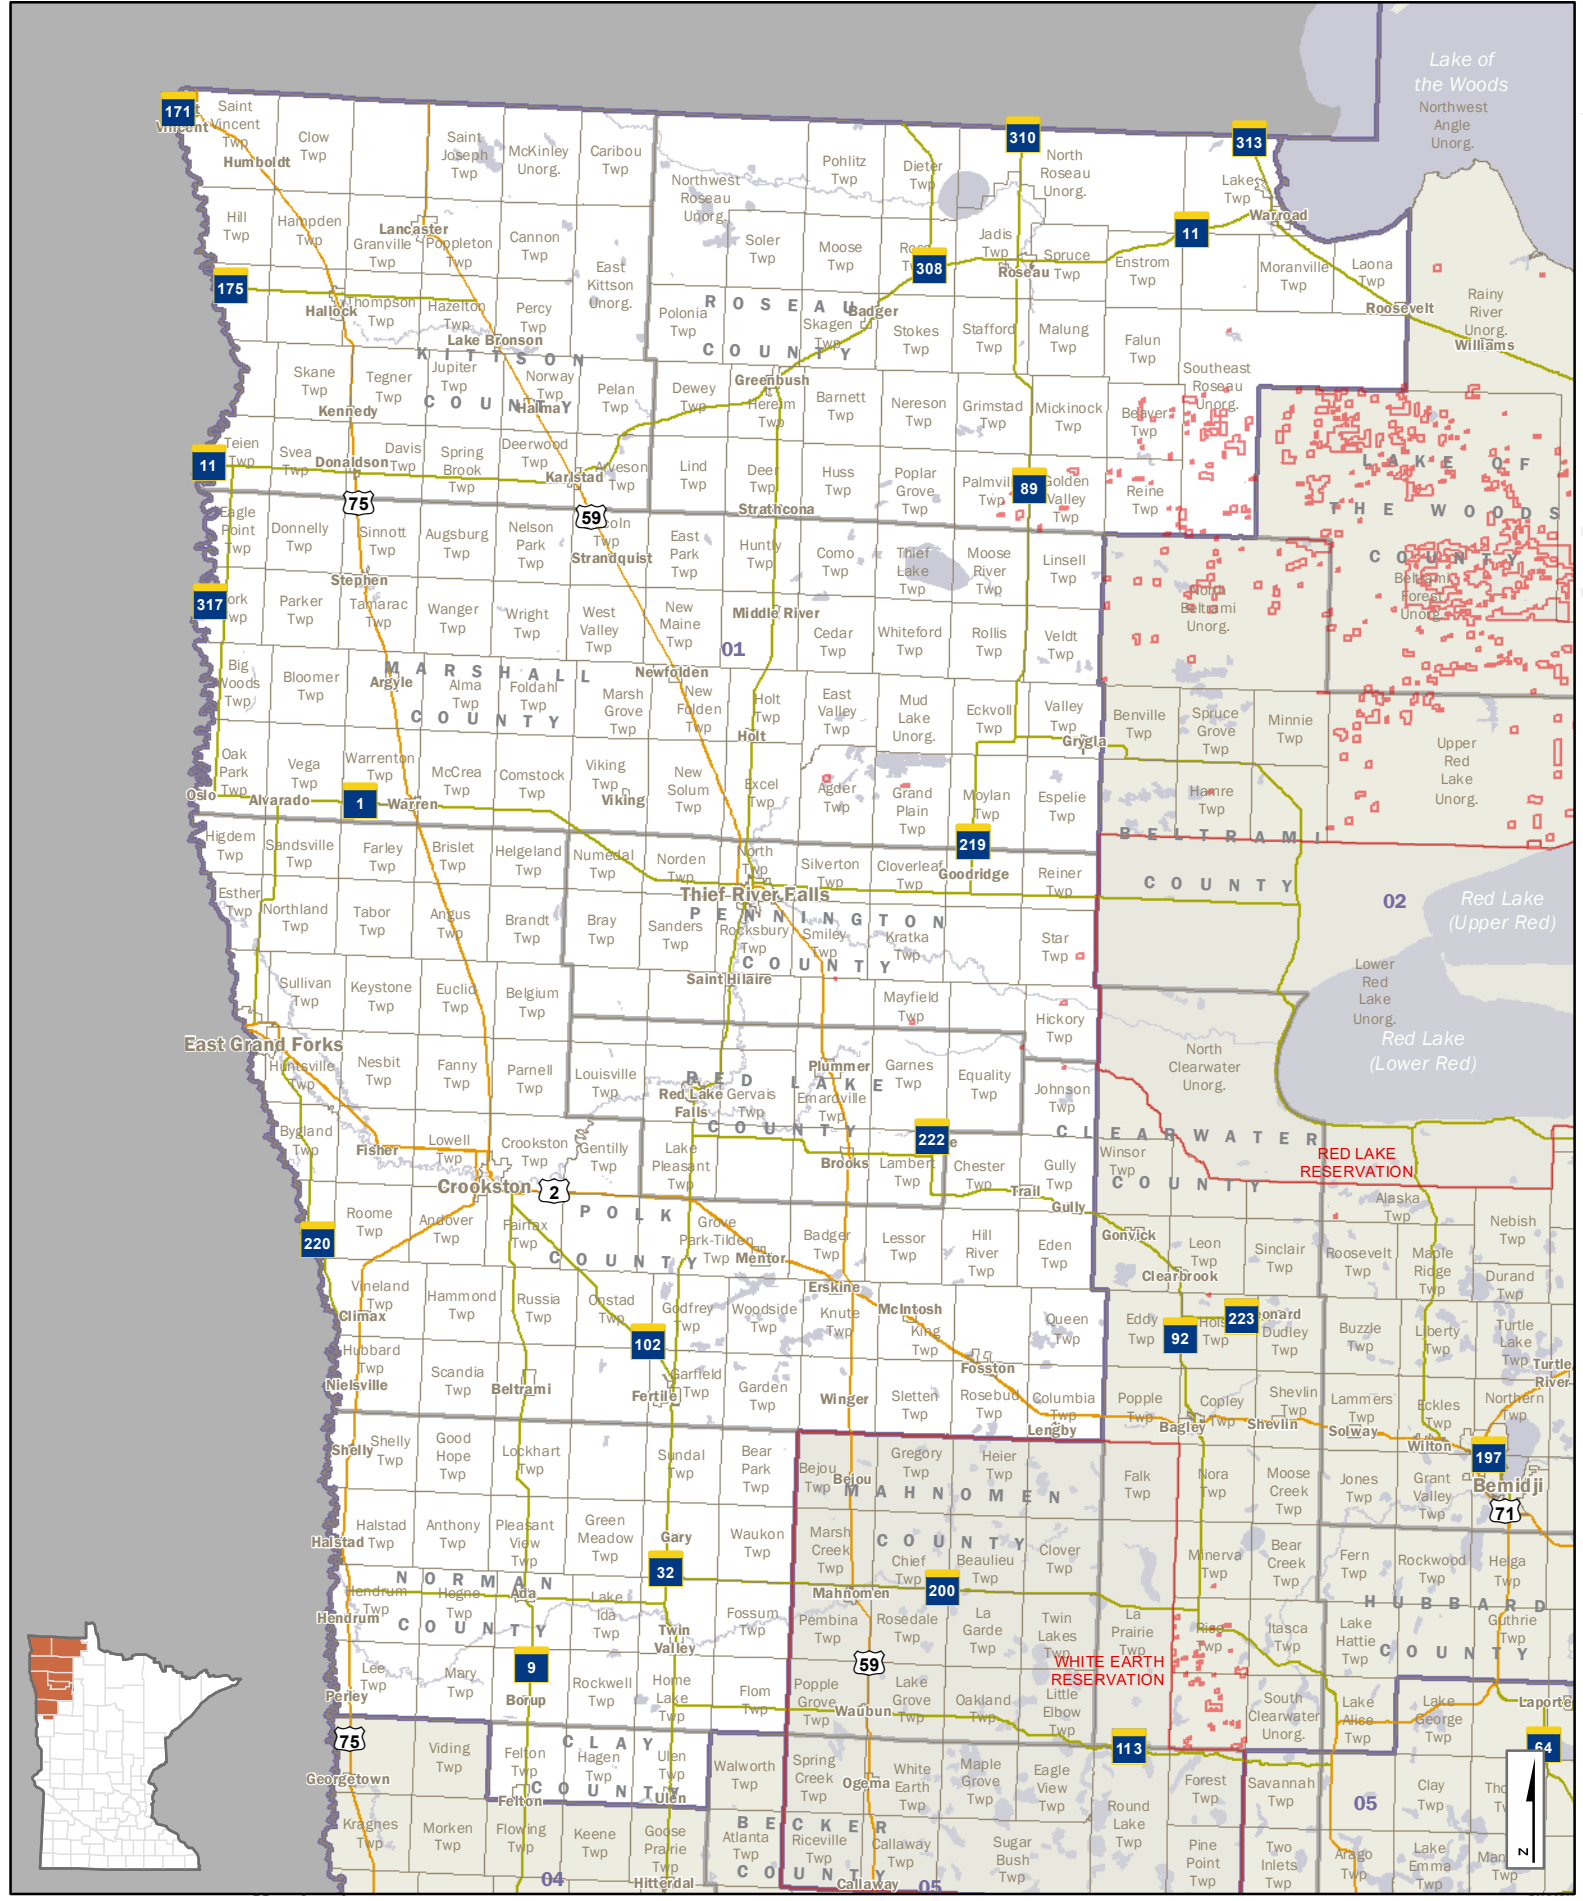 Lake of
the Woods
Northwest
Angle
Unorg.
171
Saint
Vincent
Twp
Humboldt
Clow
Twp
Saint
Joseph
Twp
McKinley
Unorg.
Caribou
Twp
Northwest
Roseau
Unorg.
Pohlitz
Twp
Dieter
Twp
310
North
Roseau
Unorg.
313
Lake
Twp
Warroad
Hill
Twp
Hampden
Twp
Lancaster
Granville
Twp
Poppleton
Twp
Cannon
Twp
East
Kittson
Unorg.
Soler
Twp
Moose
Twp
308
Jadis
Twp
Roseau
Spruce
Twp
11
Enstrom
Twp
Moranville
Twp
Laona
Twp
Roosevelt
Rainy
River
Unorg.
Williams
175
Hallock
Thompson
Twp
Hazelton
Twp
Percy
Twp
Lake Bronson
Polonia
Twp
ROSEAU
COUNTY
Skagen
Twp
Badger
Stokes
Twp
Stafford
Twp
Malung
Twp
Falun
Twp
Southeast
Roseau
Unorg.
KITTSON
COUNTY
Skane
Twp
Tegner
Twp
Jupiter
Twp
Norway
Twp
Halma
Pelan
Twp
Kennedy
Dewey
Twp
Greenbush
Hereim
Twp
Barnett
Twp
Nereson
Twp
Grimstad
Twp
Mickinock
Twp
Beaver
Twp
11
Teien
Twp
Svea
Twp
Donaldson
Davis
Twp
Spring
Brook
Twp
Deerwood
Twp
Karlstad
Arveson
Twp
Lind
Twp
Deer
Twp
Huss
Twp
Poplar
Grove
Twp
Palmville
Twp
89
Golden
Valley
Twp
Reine
Twp
LAKE OF
THE WOODS
COUNTY
Beltrami
Forest
Unorg.
75
59
Strathcona
Eagle
Point
Twp
Donnelly
Twp
Sinnott
Twp
Augsburg
Twp
Nelson
Park
Twp
Twp
Strandquist
East
Park
Twp
Huntly
Twp
Como
Twp
Thief
Lake
Twp
Moose
River
Twp
Linsell
Twp
North
Beltrami
Unorg.
Stephen
317
Parker
Twp
Tamarac
Twp
Wanger
Twp
Wright
Twp
West
Valley
Twp
New
Maine
Twp
Middle River
01
Cedar
Twp
Whiteford
Twp
Rollis
Twp
Veldt
Twp
Big
Woods
Twp
Bloomer
Twp
MARSHALL
COUNTY
Argyle
Alma
Twp
Foldahl
Twp
Marsh
Grove
Twp
Newfolden
New
Folden
Twp
Holt
Twp
Holt
East
Valley
Twp
Mud
Lake
Unorg.
Eckvoll
Twp
Valley
Twp
Grygla
Benville
Twp
Spruce
Grove
Twp
Minnie
Twp
Upper
Red
Lake
Unorg.
Oak
Park
Twp
Oslo
Vega
Twp
Alvarado
Warrenton
Twp
1
Warren
McCrea
Twp
Comstock
Twp
Viking
Twp
Viking
New
Solum
Twp
Excel
Twp
Agder
Twp
Grand
Plain
Twp
Moylan
Twp
Espelie
Twp
Hamre
Twp
BELTRAMI
COUNTY
Higdem
Twp
Sandsville
Twp
Farley
Twp
Brislet
Twp
Helgeland
Twp
Numedal
Twp
Norden
Twp
North
Twp
Silverton
Twp
Cloverleaf
Twp
219
Goodridge
Reiner
Twp
Thief River Falls
PENNINGTON
COUNTY
02
Red Lake
(Upper Red)
Esther
Twp
Northland
Twp
Tabor
Twp
Angus
Twp
Brandt
Twp
Bray
Twp
Sanders
Twp
Rocksbury
Twp
Smiley
Twp
Kratka
Twp
Star
Twp
Saint Hilaire
Lower
Red
Lake
Unorg.
Red Lake
(Lower Red)
Sullivan
Twp
Keystone
Twp
Euclid
Twp
Belgium
Twp
Mayfield
Twp
Hickory
Twp
East Grand Forks
Huntsville
Twp
Nesbit
Twp
Fanny
Twp
Parnell
Twp
Louisville
Twp
RED LAKE
COUNTY
Red Lake
Falls
Gervais
Twp
Plummer
Emardville
Twp
Garnes
Twp
Equality
Twp
Johnson
Twp
North
Clearwater
Unorg.
CLEARWATER
COUNTY
RED LAKE
RESERVATION
Bygland
Twp
Fisher
Lowell
Twp
Crookston
Twp
Gentilly
Twp
Lake
Pleasant
Twp
Brooks
222
Lambert
Twp
Chester
Twp
Trail
Gully
Twp
Gully
Winsor
Twp
Crookston
2
POLK
COUNTY
220
Roome
Twp
Andover
Twp
Fairfax
Twp
Grove
Park-Tilden
Twp
Mentor
Badger
Twp
Lessor
Twp
Hill
River
Twp
Eden
Twp
Gonvick
Leon
Twp
Clearbrook
Sinclair
Twp
Alaska
Twp
Roosevelt
Twp
Maple
Ridge
Twp
Nebish
Twp
Durand
Twp
Vineland
Twp
Climax
Hammond
Twp
Russia
Twp
Onstad
Twp
102
Godfrey
Twp
Woodside
Twp
Erskine
Knute
Twp
McIntosh
King
Twp
Queen
Twp
Eddy
Twp
92
Twp
223
Dudley
Twp
Buzzle
Twp
Liberty
Twp
Turtle
Lake
Twp
Turtle
River
Hubbard
Twp
Nielsville
Scandia
Twp
Beltrami
Fertile
Garfield
Twp
Garden
Twp
Winger
Sletten
Twp
Fosston
Rosebud
Twp
Columbia
Twp
Lengby
Popple
Twp
Bagley
Copley
Twp
Shevlin
Twp
Shevlin
Lammers
Twp
Solway
Eckles
Twp
Wilton
Northern
Twp
197
Bemidji
71
Shelly
Shelly
Twp
Good
Hope
Twp
Lockhart
Twp
Sundal
Twp
Bear
Park
Twp
Bejou
Twp
Bejou
Gregory
Twp
Heier
Twp
MAHNOMEN
COUNTY
Falk
Twp
Nora
Twp
Moose
Creek
Twp
Jones
Twp
Grant
Valley
Twp
Halstad
Halstad
Twp
Anthony
Twp
Pleasant
View
Twp
Green
Meadow
Twp
Gary
32
Waukon
Twp
Marsh
Creek
Twp
Chief
Twp
Beaulieu
Twp
200
Clover
Twp
Minerva
Twp
Bear
Creek
Twp
Fern
Twp
Rockwood
Twp
Helga
Twp
NORMAN
COUNTY
Hendrum
Twp
Hendrum
Hegne
Twp
Ada
Lake
Ida
Twp
Twin
Valley
Fossum
Twp
Mahnomen
Pembina
Twp
Rosedale
Twp
La
Garde
Twp
Twin
Lakes
Twp
La
Prairie
Twp
Rice
Twp
Itasca
Twp
HUBBARD
COUNTY
Lake
Hattie
Twp
Guthrie
Twp
WHITE EARTH
RESERVATION
Lee
Twp
Perley
Mary
Twp
9
Borup
Rockwell
Twp
Home
Lake
Twp
Flom
Twp
59
Popple
Grove
Twp
Waubun
Lake
Grove
Twp
Oakland
Twp
Little
Elbow
Twp
113
South
Clearwater
Unorg.
Lake
Alice
Twp
Lake
George
Twp
Laporte
64
75
Georgetown
Viding
Twp
CLAY
COUNTY
Felton
Twp
Felton
Hagen
Twp
Ulen
Twp
Ulen
Walworth
Twp
Spring
Creek
Twp
Ogema
White
Earth
Twp
Maple
Grove
Twp
Eagle
View
Twp
Round
Lake
Twp
Forest
Twp
Savannah
Twp
05
Clay
Twp
Kragnes
Twp
Morken
Twp
Flowing
Twp
04
Keene
Twp
Goose
Prairie
Twp
Hitterdal
BECKER
COUNTY
Atlanta
Twp
Riceville
Twp
Callaway
Twp
Callaway
05
Sugar
Bush
Twp
Pine
Point
Twp
Two
Inlets
Twp
Arago
Twp
Lake
Emma
Twp
Twp
N